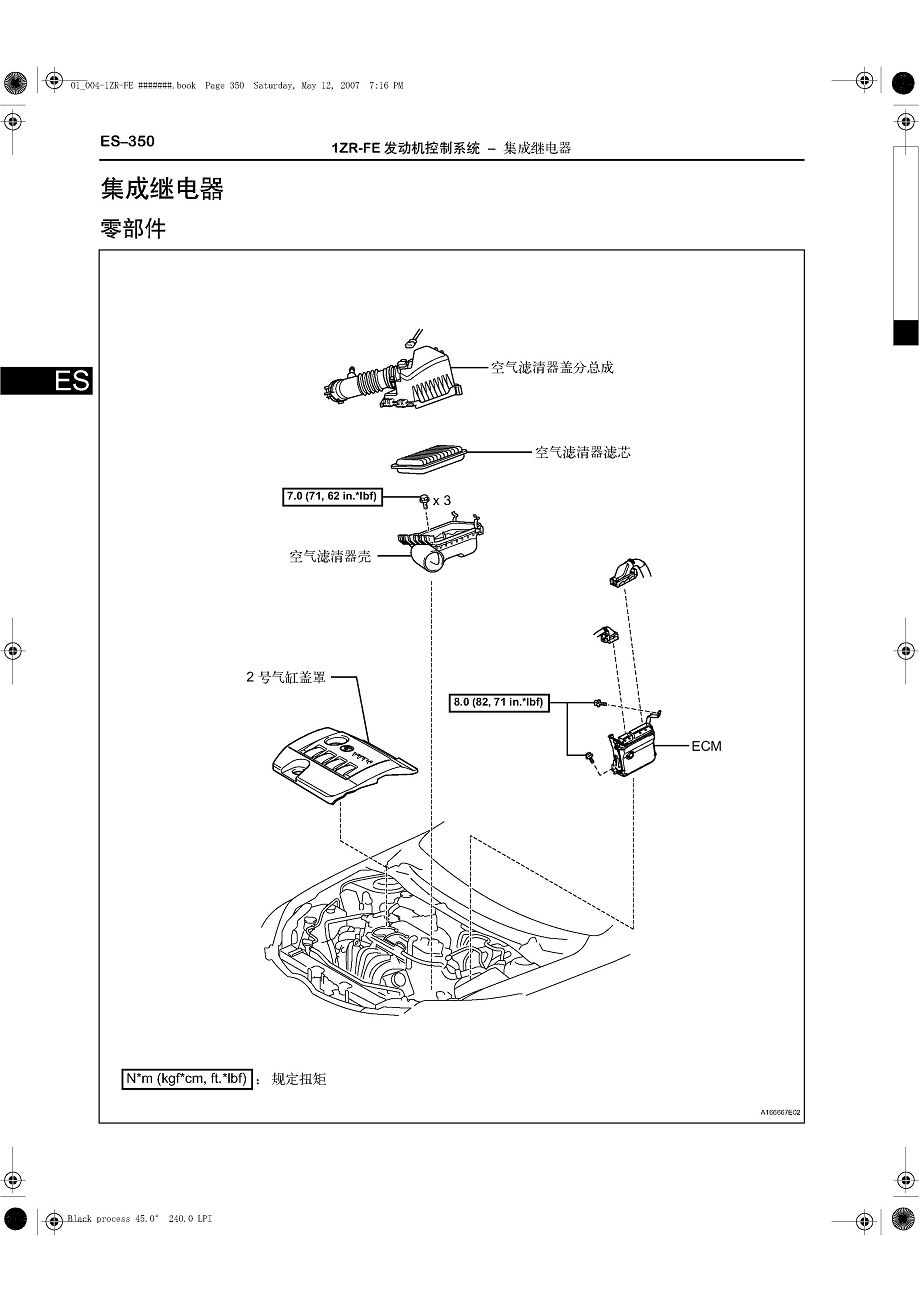 01_004-1ZR-FE #######.book Page 350 Saturday, May 12, 2007 7:16 PM
ES–350
1ZR-FE 发动机控制系统 – 集成继电器
集成继电器
零部件
ES
空气滤清器盖分总成
空气滤清器滤芯
7.0 (71, 62 in.*lbf)
x 3
空气滤清器壳
2 号气缸盖罩
8.0 (82, 71 in.*lbf)
ECM
N*m (kgf*cm, ft.*lbf) : 规定扭矩
A166667E02
Black process 45.0° 240.0 LPI